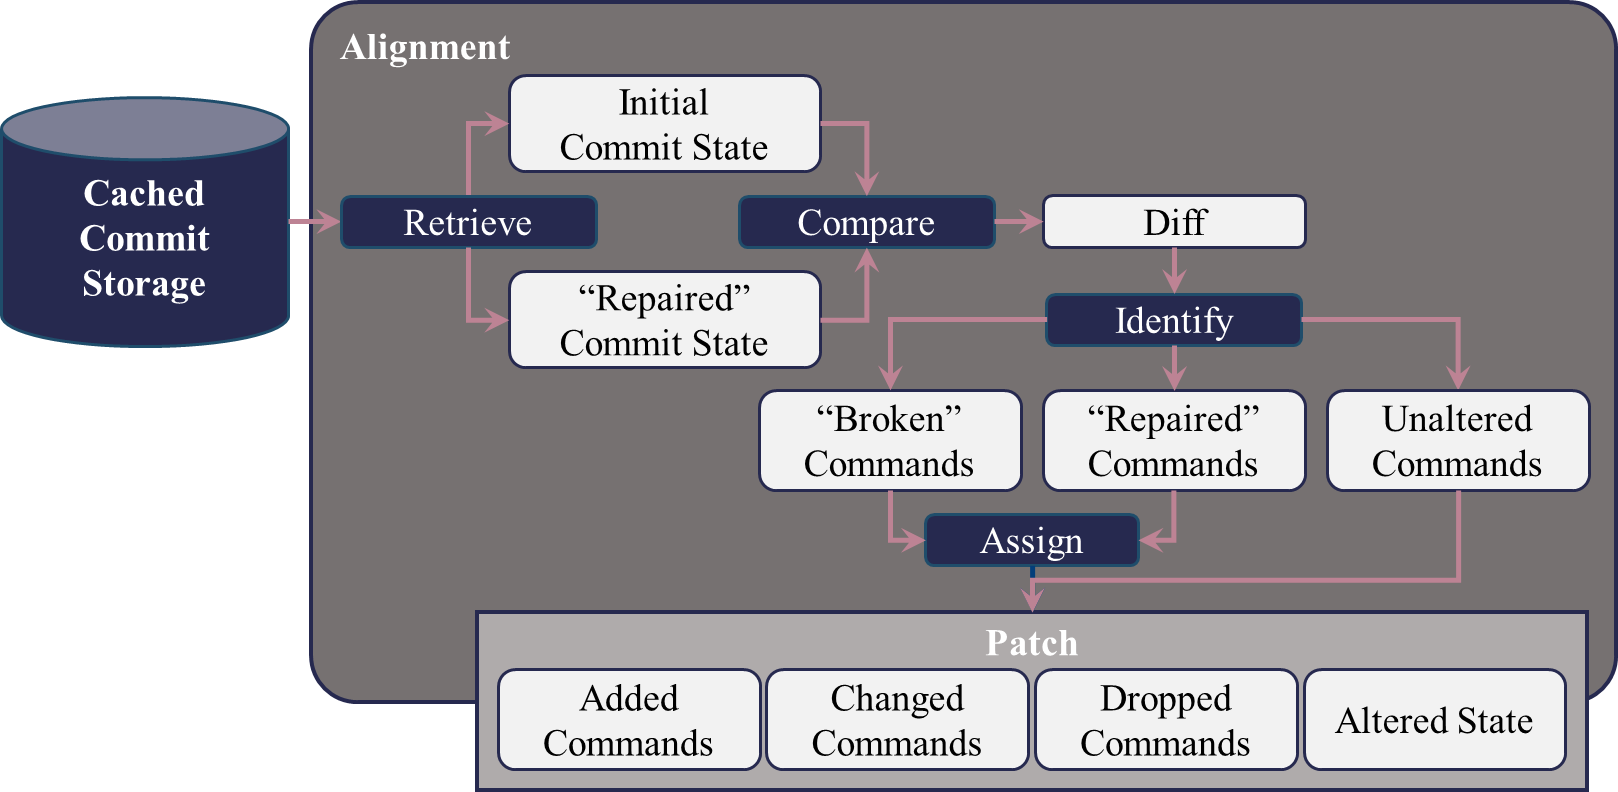 Alignment
Cached
Commit
Storage
Retrieve
Initial
Commit State
“Repaired”
Commit State
Compare
Diff
Identify
“Broken”
Commands
“Repaired”
Commands
Unaltered
Commands
Assign
Patch
Added
Commands
Changed
Commands
Dropped
Commands
Altered State